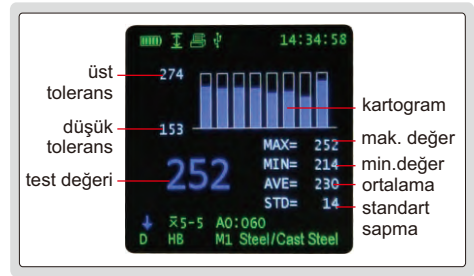 14:34:58
üst
tolerans
274
kartogram
düşük
tolerans
153
MAX= 252
mak. değer
test değeri
252
MIN= 214
min.değer
AVE= 230
ortalama
STD= 14
standart
sapma
x̄5-5 A0:060
D HB M1 Steel/Cast Steel